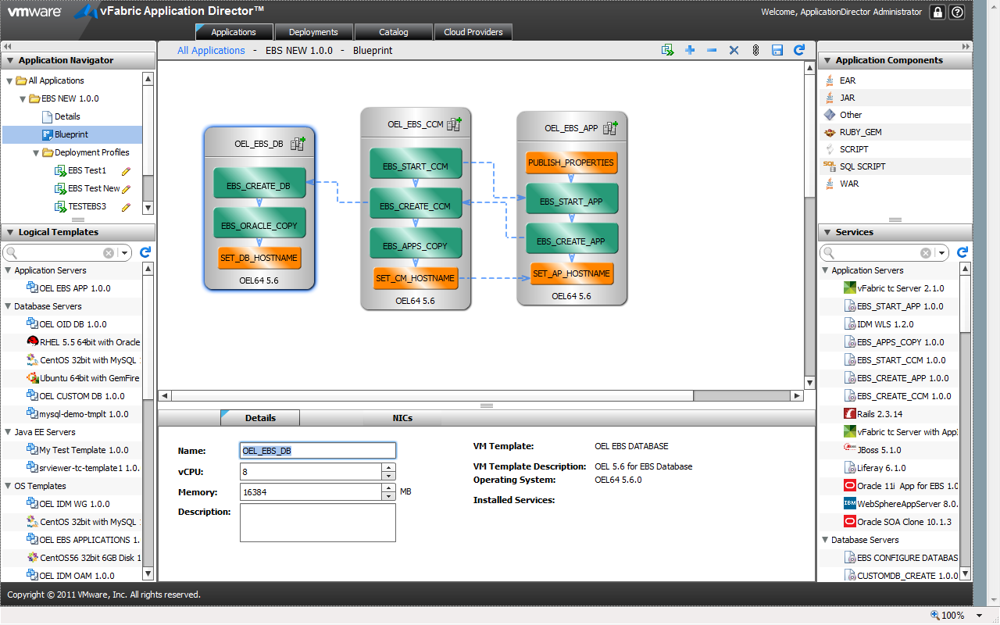 vmware
vFabric Application Director™
Welcome, ApplicationDirector Administrator
Applications
Deployments
Catalog
Cloud Providers
Application Navigator
All Applications
EBS NEW 1.0.0
Details
Blueprint
Deployment Profiles
EBS Test1
EBS Test New
TESTEBS3
Logical Templates
Application Servers
OEL EBS APP 1.0.0
Database Servers
OEL OID DB 1.0.0
RHEL 5.5 64bit with Oracle
CentOS 32bit with MySQL
Ubuntu 64bit with GemFire
OEL CUSTOM DB 1.0.0
mysql-demo-tmplt 1.0.0
Java EE Servers
My Test Template 1.0.0
srviewer-tc-template1 1.0.
OS Templates
OEL IDM WG 1.0.0
CentOS 32bit with MySQL
OEL EBS APPLICATIONS 1.
CentOS56 32bit 6GB Disk 1
OEL IDM OAM 1.0.0
All Applications - EBS NEW 1.0.0 - Blueprint
OEL_EBS_DB
EBS_CREATE_DB
EBS_ORACLE_COPY
SET_DB_HOSTNAME
OEL64 5.6
OEL_EBS_CCM
EBS_START_CCM
EBS_CREATE_CCM
EBS_APPS_COPY
SET_CM_HOSTNAME
OEL64 5.6
OEL_EBS_APP
PUBLISH_PROPERTIES
EBS_START_APP
EBS_CREATE_APP
SET_AP_HOSTNAME
OEL64 5.6
Details
NICs
Name: OEL_EBS_DB
vCPU: 8
Memory: 16384 MB
Description:
VM Template: OEL EBS DATABASE
VM Template Description: OEL 5.6 for EBS Database
Operating System: OEL64 5.6.0
Installed Services:
Application Components
EAR
JAR
Other
RUBY_GEM
SCRIPT
SQL SQL SCRIPT
WAR
Services
Application Servers
vFabric tc Server 2.1.0
EBS_START_APP 1.0.0
IDM WLS 1.2.0
EBS_APPS_COPY 1.0.0
EBS_START_CCM 1.0.0
EBS_CREATE_APP 1.0.0
EBS_CREATE_CCM 1.0.0
Rails 2.3.14
vFabric tc Server with App
JBoss 5.1.0
Liferay 6.1.0
Oracle 11i App for EBS 1.0
IBM WebSphereAppServer 8.0.
Oracle SOA Clone 10.1.3
Database Servers
EBS CONFIGURE DATABAS
CUSTOMDB_CREATE 1.0.0
Copyright © 2011 VMware, Inc. All rights reserved.
100%